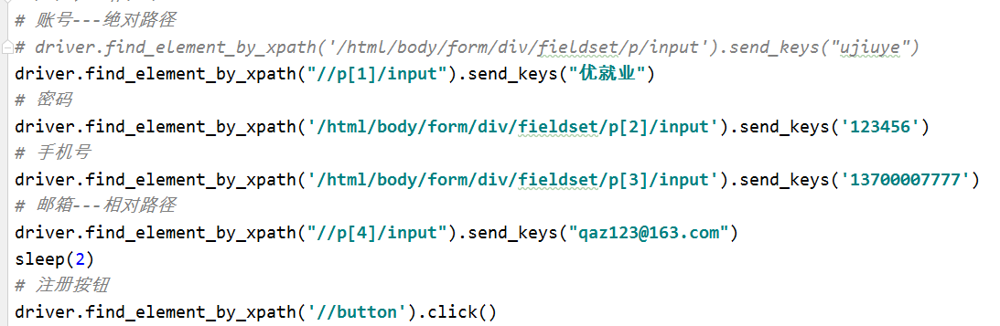 # 账号---绝对路径
# driver.find_element_by_xpath('/html/body/form/div/fieldset/p/input').send_keys("ujiuye")
driver.find_element_by_xpath("//p[1]/input").send_keys("优就业")
# 密码
driver.find_element_by_xpath('/html/body/form/div/fieldset/p[2]/input').send_keys('123456')
# 手机号
driver.find_element_by_xpath('/html/body/form/div/fieldset/p[3]/input').send_keys('13700007777')
# 邮箱---相对路径
driver.find_element_by_xpath("//p[4]/input").send_keys("qaz123@163.com")
sleep(2)
# 注册按钮
driver.find_element_by_xpath('//button').click()